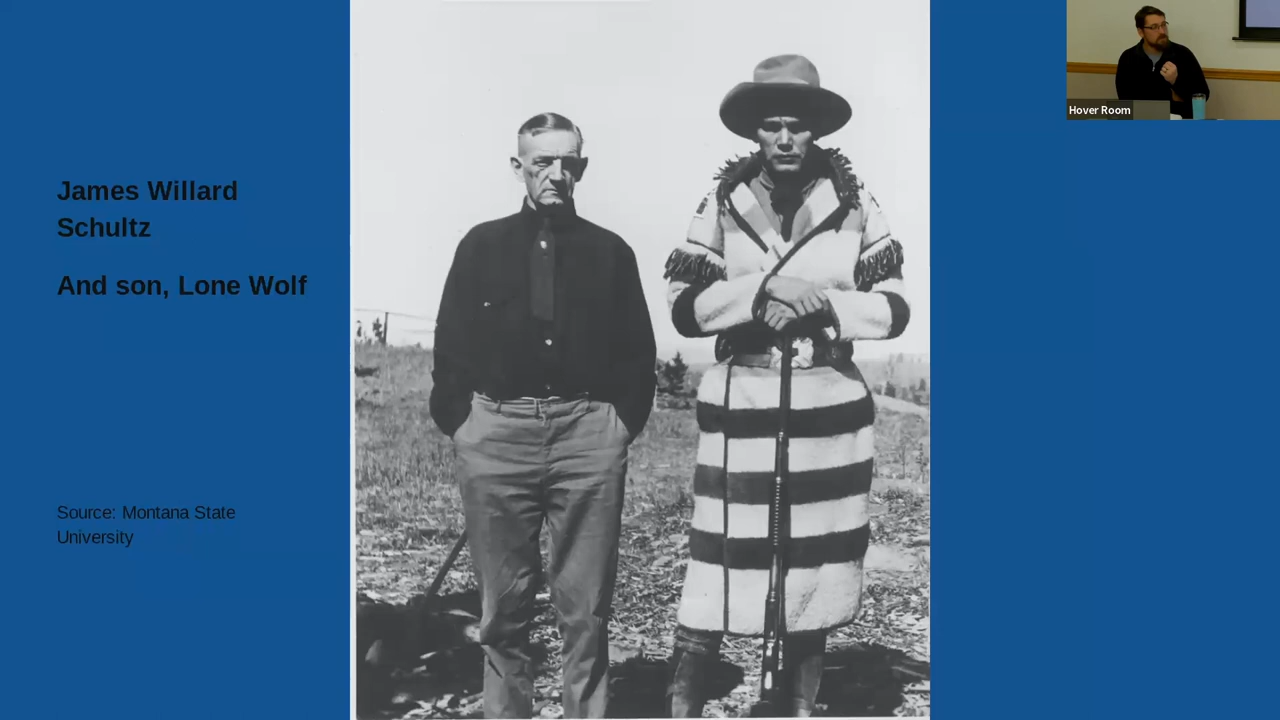 James Willard
Schultz
And son, Lone Wolf
Source: Montana State
University
Hover Room